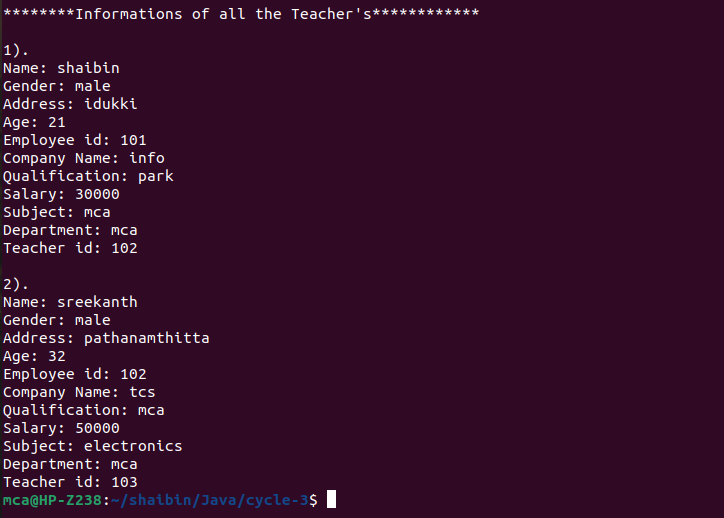 ********Informations of all the Teacher's************
1).
Name: shaibin
Gender: male
Address: idukki
Age: 21
Employee id: 101
Company Name: info
Qualification: park
Salary: 30000
Subject: mca
Department: mca
Teacher id: 102
2).
Name: sreekanth
Gender: male
Address: pathanamthitta
Age: 32
Employee id: 102
Company Name: tcs
Qualification: mca
Salary: 50000
Subject: electronics
Department: mca
Teacher id: 103
mca@HP-Z238:~/shaibin/Java/cycle-3$